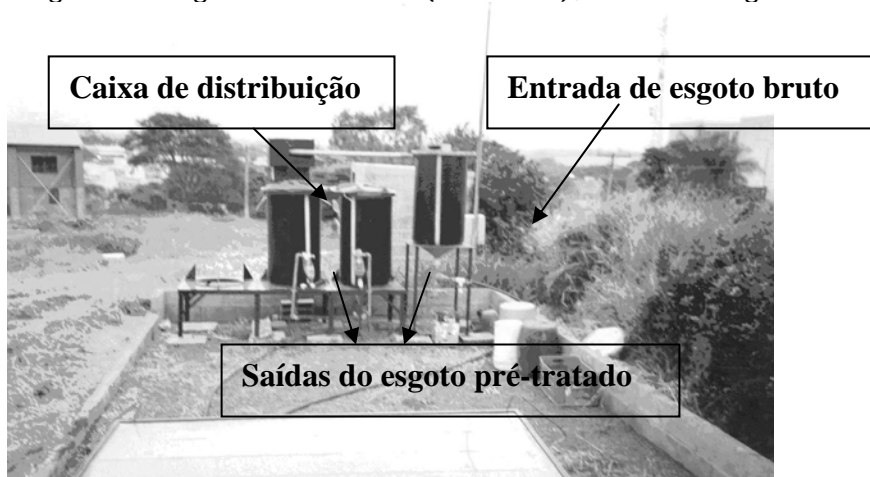 Caixa de distribuição
Entrada de esgoto bruto
Saídas do esgoto pré-tratado